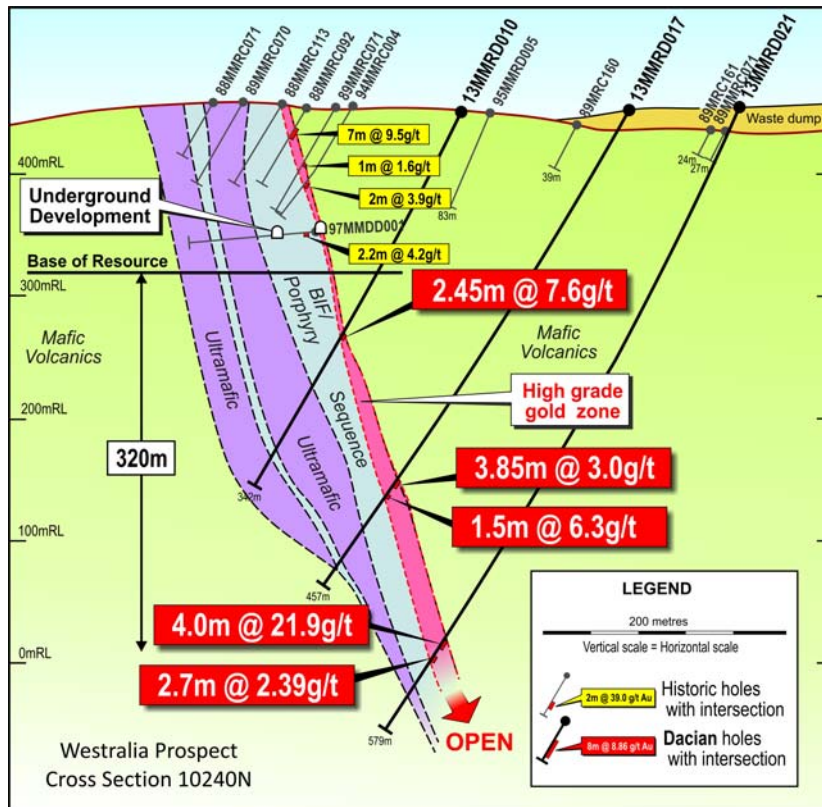 88MMRC071
89MMRC070
88MMRC113
88MMRC092
89MMRC071
94MMRC004
13MMRD010
95MMRD005
89MRC160
13MMRD017
89MRC161
89MMRC071
13MMRD021
Waste dump
7m @ 9.5g/t
1m @ 1.6g/t
2m @ 3.9g/t
2.2m @ 4.2g/t
24m
27m
39m
83m
400mRL
Underground
Development
97MMDD001
Base of Resource
300mRL
2.45m @ 7.6g/t
BIF/
Porphyry
Sequence
Mafic
Volcanics
Mafic
Volcanics
Ultramafic
Ultramafic
High grade
gold zone
200mRL
320m
3.85m @ 3.0g/t
1.5m @ 6.3g/t
342m
100mRL
457m
4.0m @ 21.9g/t
2.7m @ 2.39g/t
0mRL
579m
OPEN
Westralia Prospect
Cross Section 10240N
LEGEND
200 metres
Vertical scale = Horizontal scale
2m @ 39.0 g/t Au
Historic holes
with intersection
8m @ 8.86 g/t Au
Dacian holes
with intersection